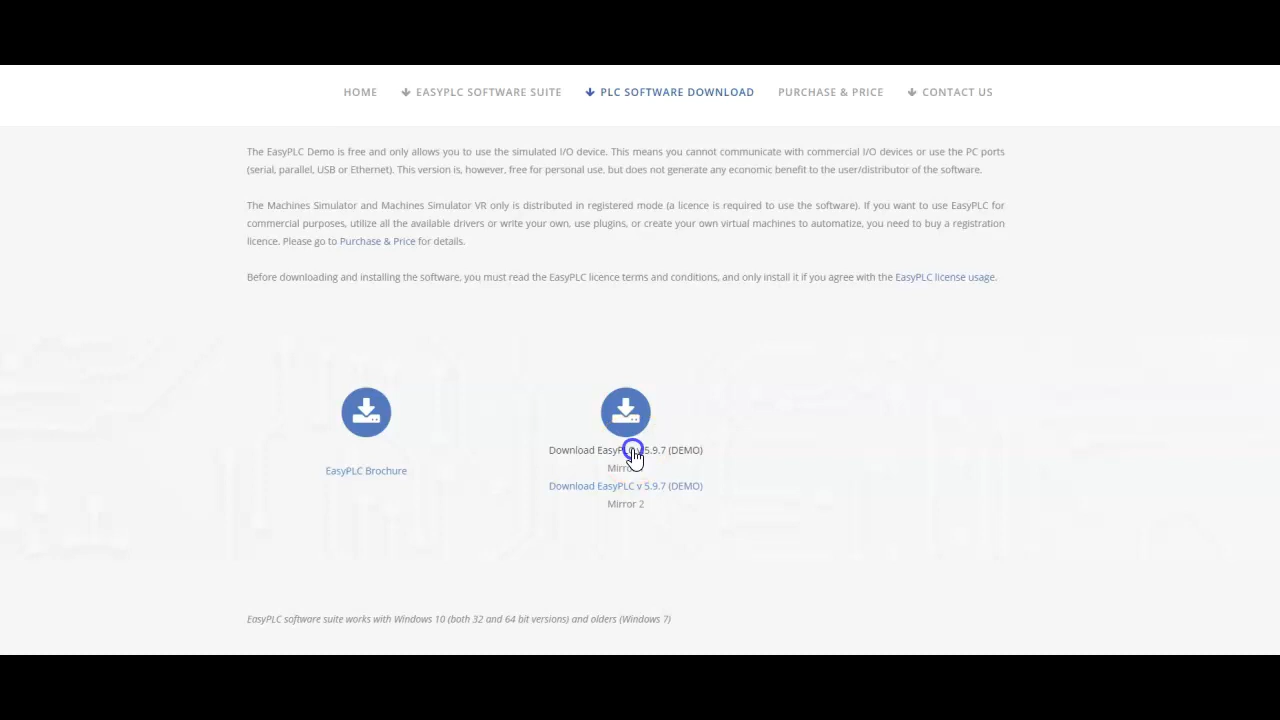 HOME EASYPLC SOFTWARE SUITE PLC SOFTWARE DOWNLOAD PURCHASE & PRICE CONTACT US
The EasyPLC Demo is free and only allows you to use the simulated I/O device. This means you cannot communicate with commercial I/O devices or use the PC ports
(serial, parallel, USB or Ethernet). This version is, however, free for personal use, but does not generate any economic benefit to the user/distributor of the software.
The Machines Simulator and Machines Simulator VR only is distributed in registered mode (a licence is required to use the software). If you want to use EasyPLC for
commercial purposes, utilize all the available drivers or write your own, use plugins, or create your own virtual machines to automatize, you need to buy a registration
licence. Please go to Purchase & Price for details.
Before downloading and installing the software, you must read the EasyPLC licence terms and conditions, and only install it if you agree with the EasyPLC license usage.
Download EasyPLC v 5.9.7 (DEMO)
EasyPLC Brochure
Download EasyPLC v 5.9.7 (DEMO)
Mirror 2
EasyPLC software suite works with Windows 10 (both 32 and 64 bit versions) and olders (Windows 7)